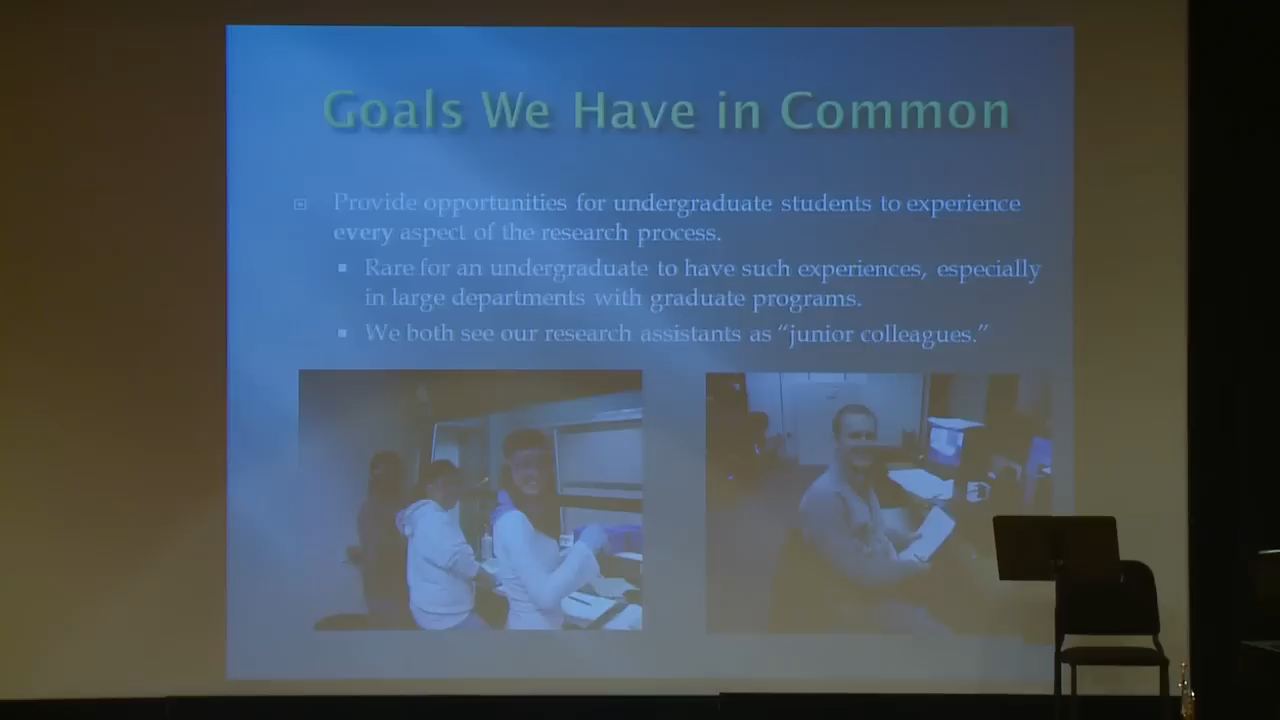 Goals We Have in Common
Provide opportunities for undergraduate students to experience
every aspect of the research process.
Rare for an undergraduate to have such experiences, especially
in large departments with graduate programs.
We both see our research assistants as “junior colleagues.”